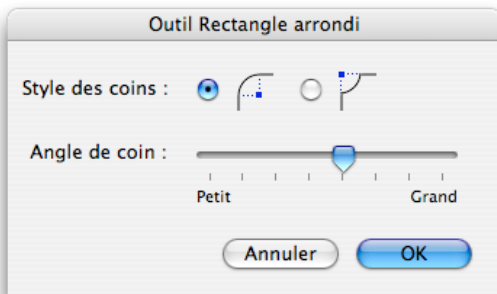 Outil Rectangle arrondi
Style des coins :
Angle de coin :
Petit Grand
Annuler OK